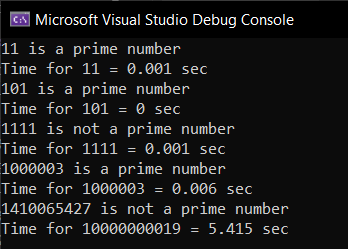 C:\ Microsoft Visual Studio Debug Console
11 is a prime number
Time for 11 = 0.001 sec
101 is a prime number
Time for 101 = 0 sec
1111 is not a prime number
Time for 1111 = 0.001 sec
1000003 is a prime number
Time for 1000003 = 0.006 sec
1410065427 is not a prime number
Time for 10000000019 = 5.415 sec